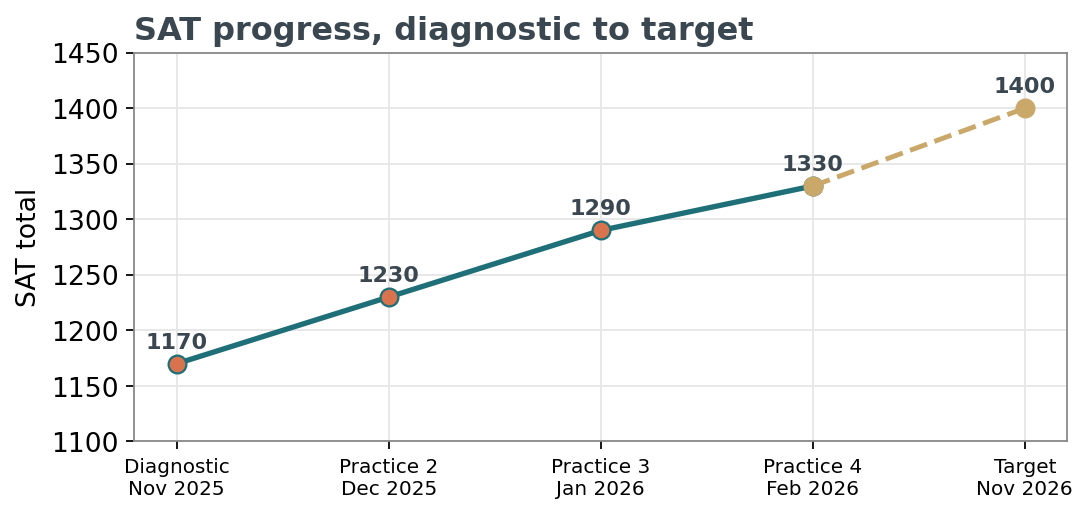 SAT progress, diagnostic to target
SAT total
1450
1400
1350
1300
1250
1200
1150
1100
1170
1230
1290
1330
1400
Diagnostic
Nov 2025
Practice 2
Dec 2025
Practice 3
Jan 2026
Practice 4
Feb 2026
Target
Nov 2026